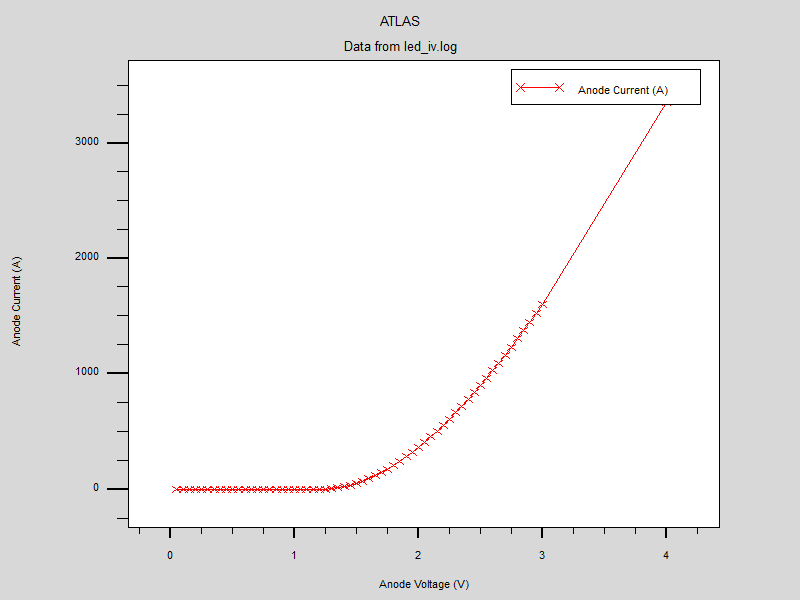 ATLAS
Data from led_iv.log
Anode Current (A)
3000
2000
1000
0
Anode Current (A)
0 1 2 3 4
Anode Voltage (V)